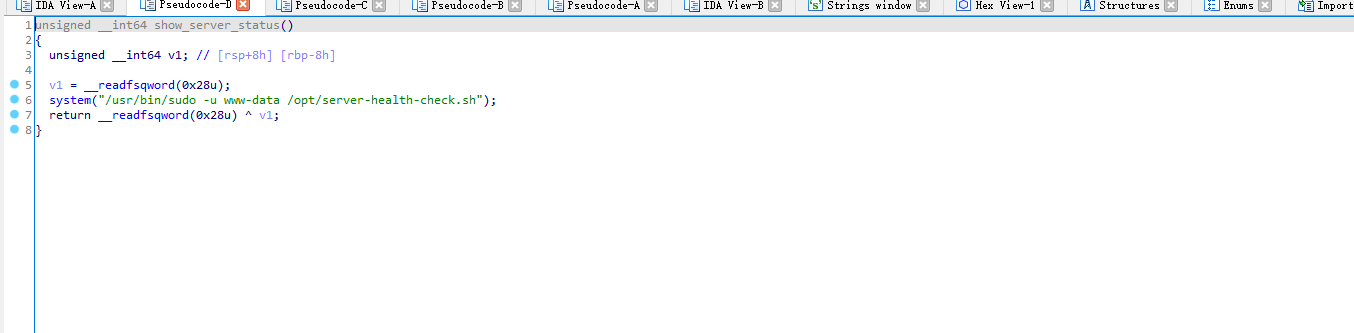 IDA View-A Pseudocode-D Pseudocode-C Pseudocode-B Pseudocode-A IDA View-B Strings window Hex View-1 Structures Enums Import
1 unsigned __int64 show_server_status()
2 {
3 unsigned __int64 v1; // [rsp+8h] [rbp-8h]
4
5 v1 = __readfsqword(0x28u);
6 system("/usr/bin/sudo -u www-data /opt/server-health-check.sh");
7 return __readfsqword(0x28u) ^ v1;
8 }